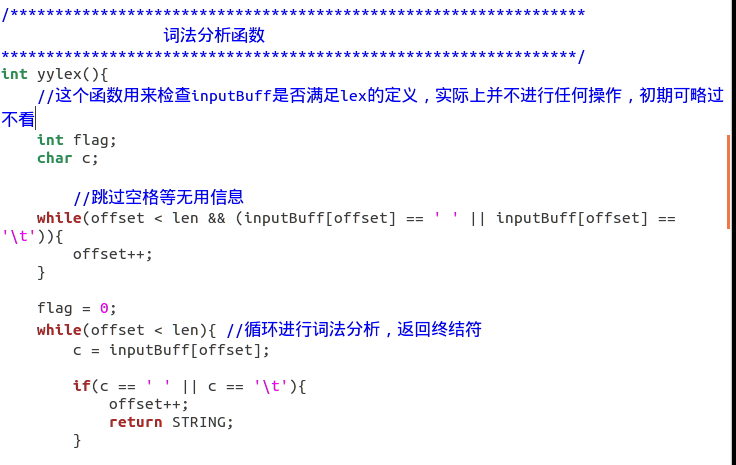 /****************************************************************
词法分析函数
****************************************************************/
int yylex(){
//这个函数用来检查inputBuff是否满足lex的定义，实际上并不进行任何操作，初期可略过
不看
int flag;
char c;
//跳过空格等无用信息
while(offset < len && (inputBuff[offset] == ' ' || inputBuff[offset] ==
'\t')){
offset++;
}
flag = 0;
while(offset < len){ //循环进行词法分析，返回终结符
c = inputBuff[offset];
if(c == ' ' || c == '\t'){
offset++;
return STRING;
}